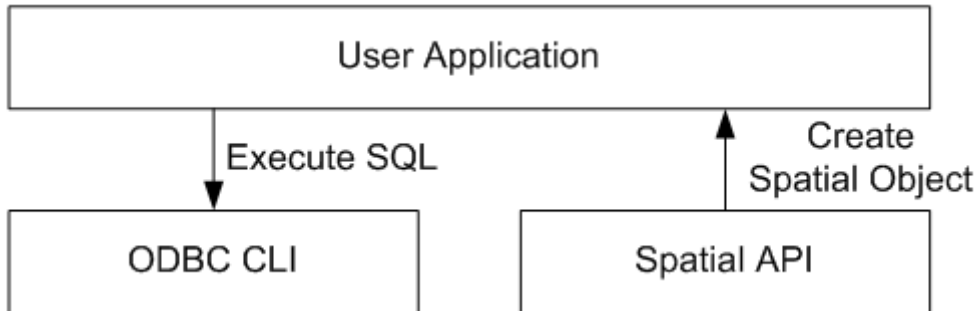 User Application
Execute SQL
Create
Spatial Object
ODBC CLI
Spatial API